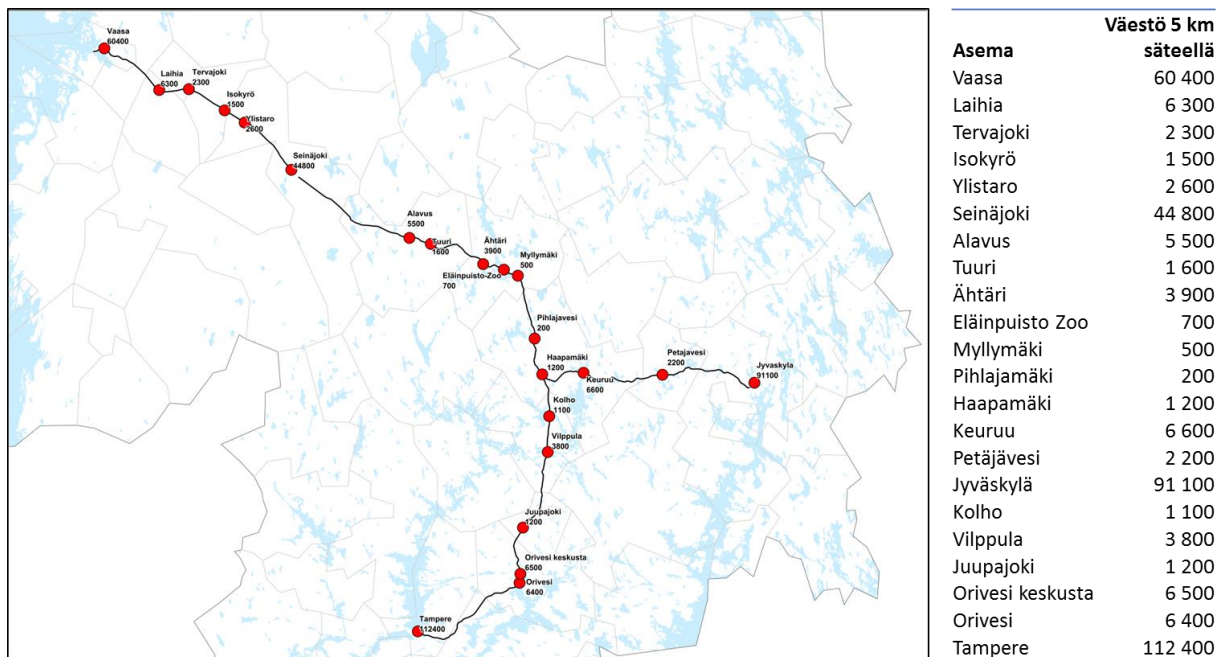 Vaasa
60400
Laihia
6300
Tervajoki
2300
Isokyrö
1500
Ylistaro
2600
Seinäjoki
44800
Alavus
5500
Tuuri
1600
Ähtäri
3900
Eläinpuisto-Zoo
700
Myllymäki
500
Pihlajavesi
200
Haapamäki
1200
Keuruu
6600
Petajavesi
2200
Jyvaskyla
91100
Kolho
1100
Vilppula
3800
Juupajoki
1200
Orivesi keskusta
6500
Orivesi
6400
Tampere
112400
Väestö 5 km
Asema säteellä
Vaasa 60 400
Laihia 6 300
Tervajoki 2 300
Isokyrö 1 500
Ylistaro 2 600
Seinäjoki 44 800
Alavus 5 500
Tuuri 1 600
Ähtäri 3 900
Eläinpuisto Zoo 700
Myllymäki 500
Pihlajamäki 200
Haapamäki 1 200
Keuruu 6 600
Petäjävesi 2 200
Jyväskylä 91 100
Kolho 1 100
Vilppula 3 800
Juupajoki 1 200
Orivesi keskusta 6 500
Orivesi 6 400
Tampere 112 400